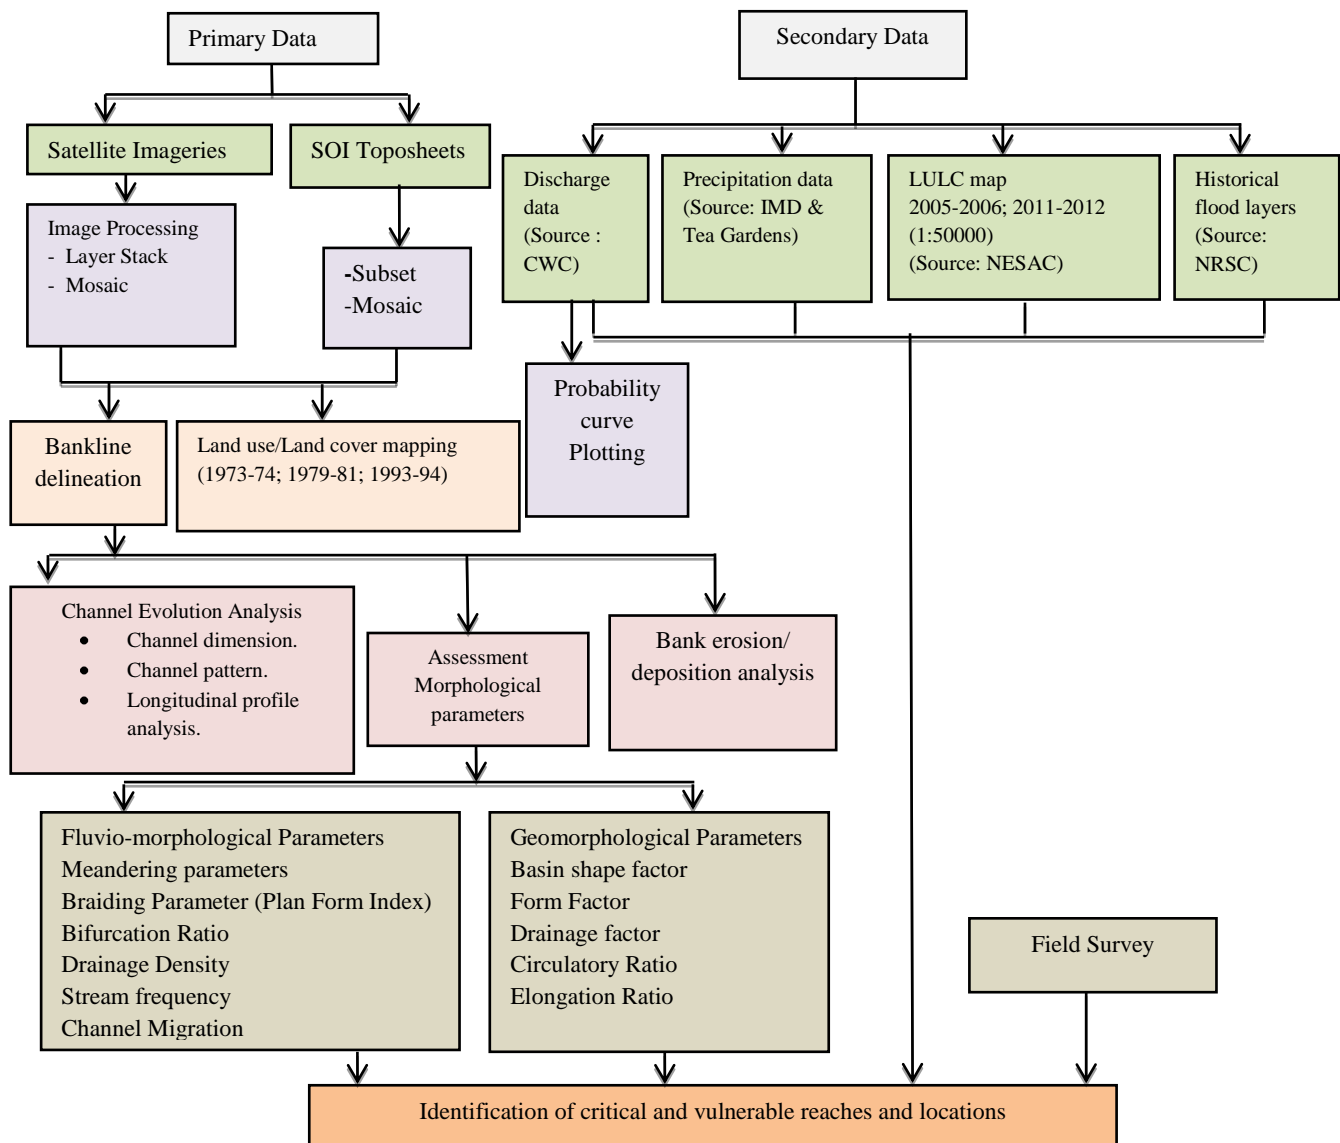 Primary Data
Secondary Data
Satellite Imageries
SOI Toposheets
Discharge
data
(Source :
CWC)
Precipitation data
(Source: IMD &
Tea Gardens)
LULC map
2005-2006; 2011-2012
(1:50000)
(Source: NESAC)
Historical
flood layers
(Source:
NRSC)
Image Processing
- Layer Stack
- Mosaic
-Subset
-Mosaic
Probability
curve
Plotting
Bankline
delineation
Land use/Land cover mapping
(1973-74; 1979-81; 1993-94)
Channel Evolution Analysis
• Channel dimension.
• Channel pattern.
• Longitudinal profile
analysis.
Assessment
Morphological
parameters
Bank erosion/
deposition analysis
Fluvio-morphological Parameters
Meandering parameters
Braiding Parameter (Plan Form Index)
Bifurcation Ratio
Drainage Density
Stream frequency
Channel Migration
Geomorphological Parameters
Basin shape factor
Form Factor
Drainage factor
Circulatory Ratio
Elongation Ratio
Field Survey
Identification of critical and vulnerable reaches and locations